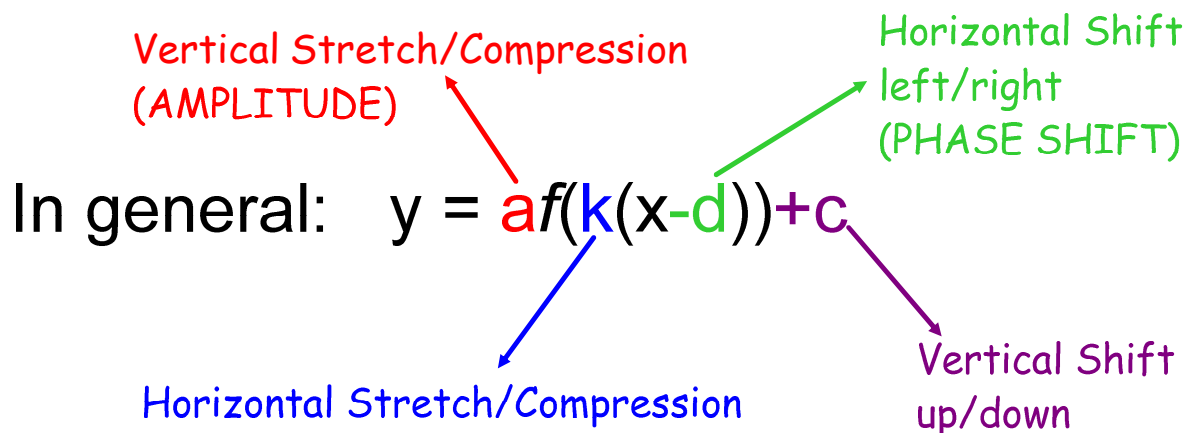 Vertical Stretch/Compression
(AMPLITUDE)
Horizontal Shift
left/right
(PHASE SHIFT)
In general: y = af(k(x-d))+c
Horizontal Stretch/Compression
Vertical Shift
up/down